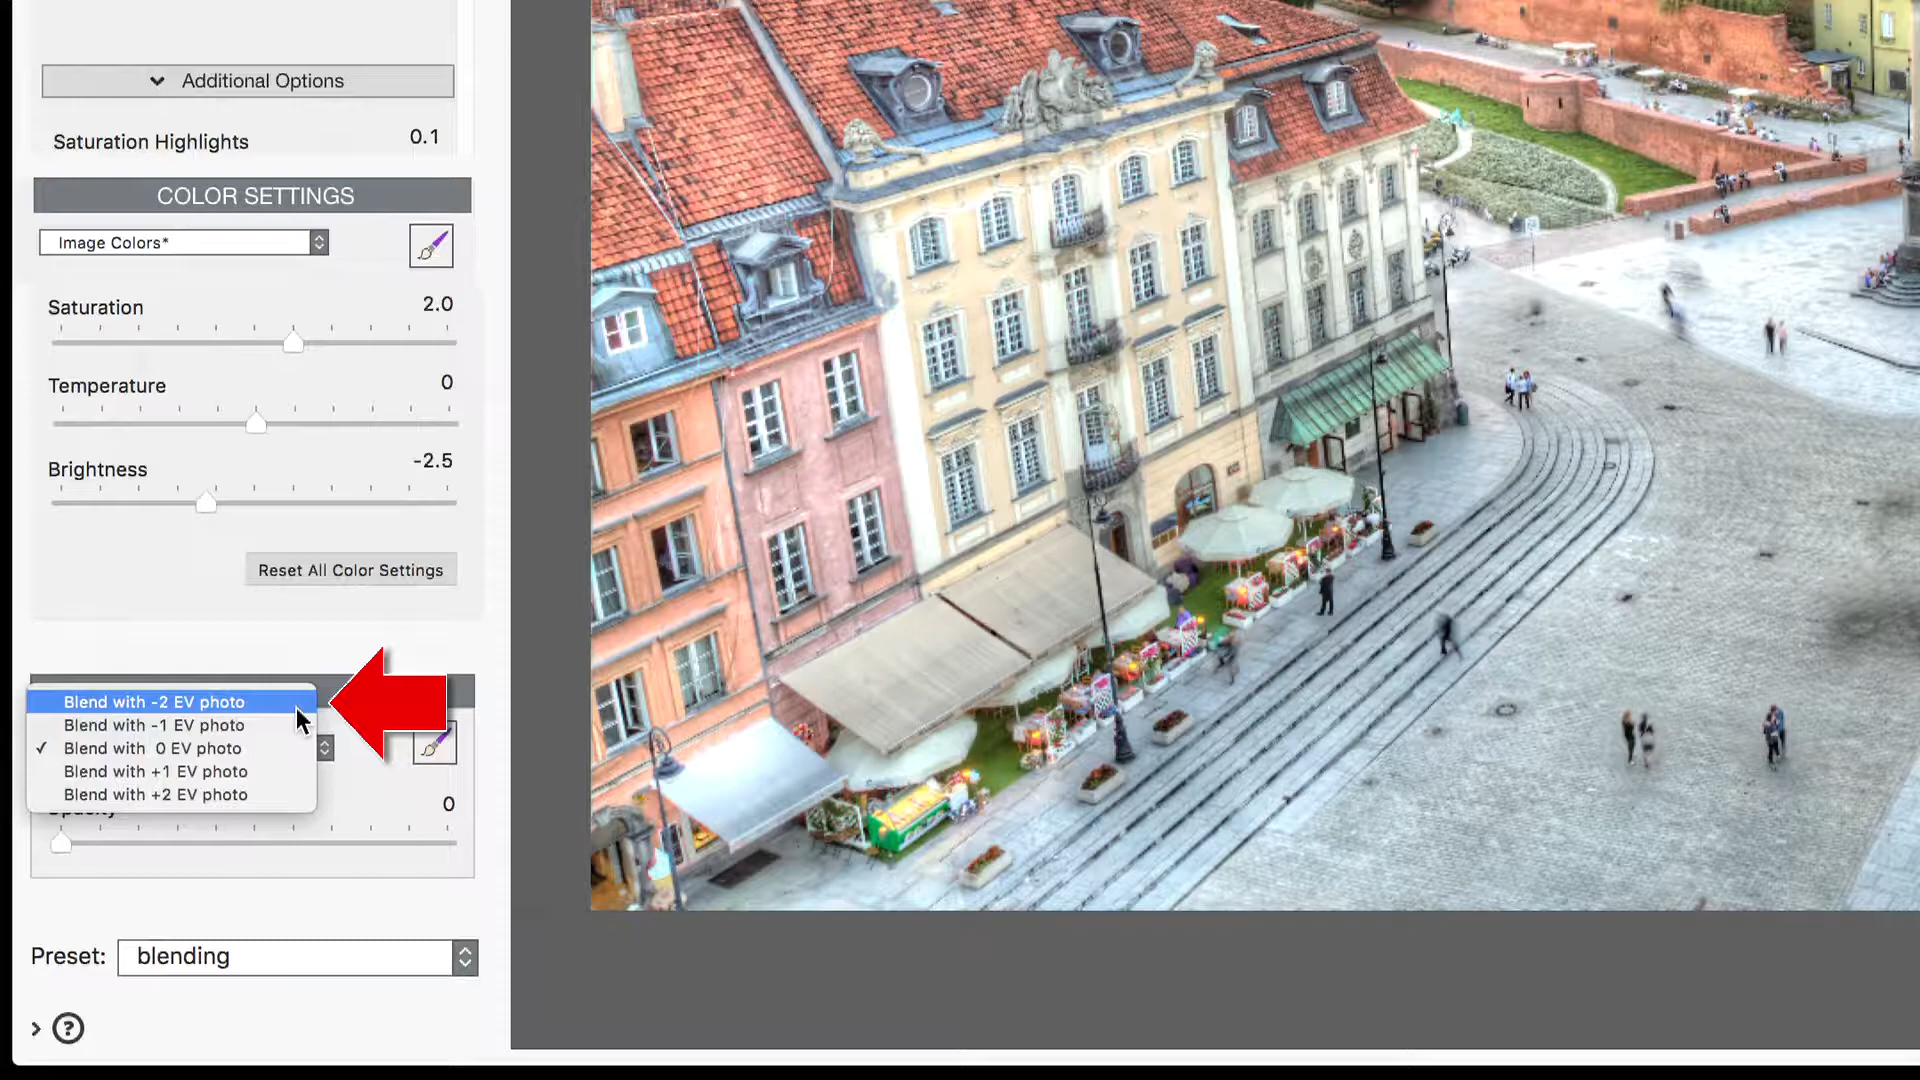 Additional Options
Saturation Highlights 0.1
COLOR SETTINGS
Image Colors*
Saturation 2.0
Temperature 0
Brightness -2.5
Reset All Color Settings
Blend with -2 EV photo
Blend with -1 EV photo
✓ Blend with 0 EV photo
Blend with +1 EV photo
Blend with +2 EV photo
Opacity 0
Preset: blending
?